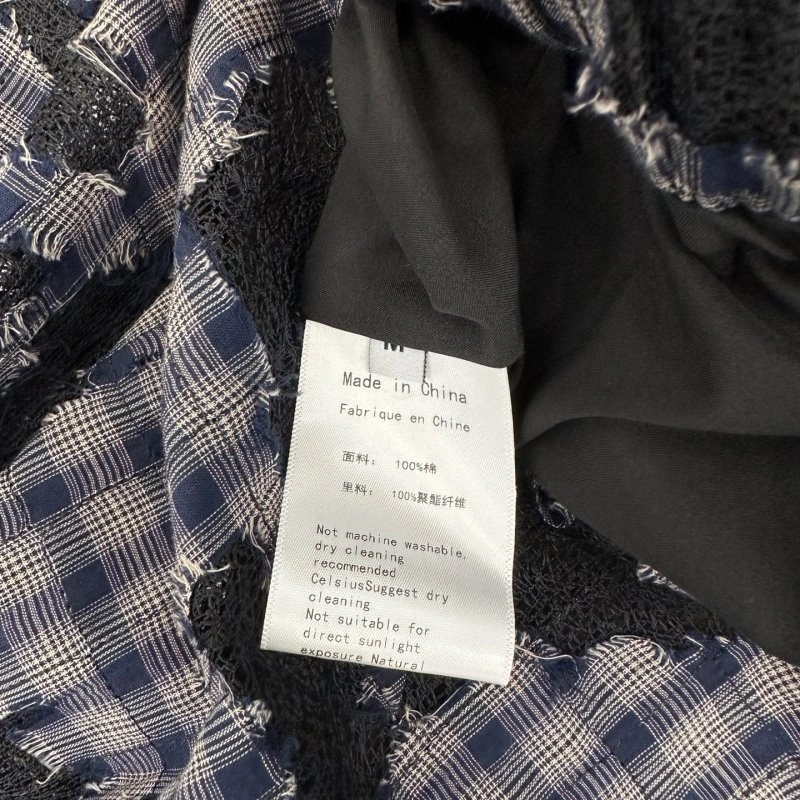 M
Made in China
Fabrique en Chine
面料： 100%棉
里料： 100%聚酯纤维
Not machine washable,
dry cleaning
recommended
CelsiusSuggest dry
cleaning
Not suitable for
direct sunlight
exposure Natural